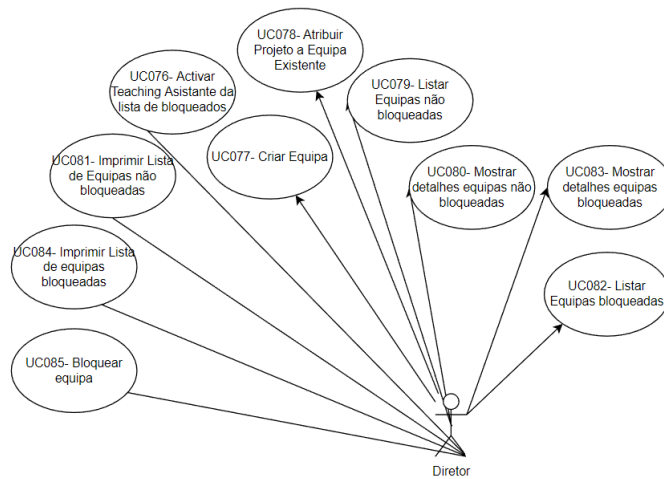 UC078- Atribuir
Projeto a Equipa
Existente
UC076- Activar
Teaching Asistante da
lista de bloqueados
UC079- Listar
Equipas não
bloqueadas
UC077- Criar Equipa
UC081- Imprimir Lista
de Equipas não
bloqueadas
UC080- Mostrar
detalhes equipas não
bloqueadas
UC083- Mostrar
detalhes equipas
bloqueadas
UC084- Imprimir Lista
de equipas
bloqueadas
UC082- Listar
Equipas bloqueadas
UC085- Bloquear
equipa
Diretor